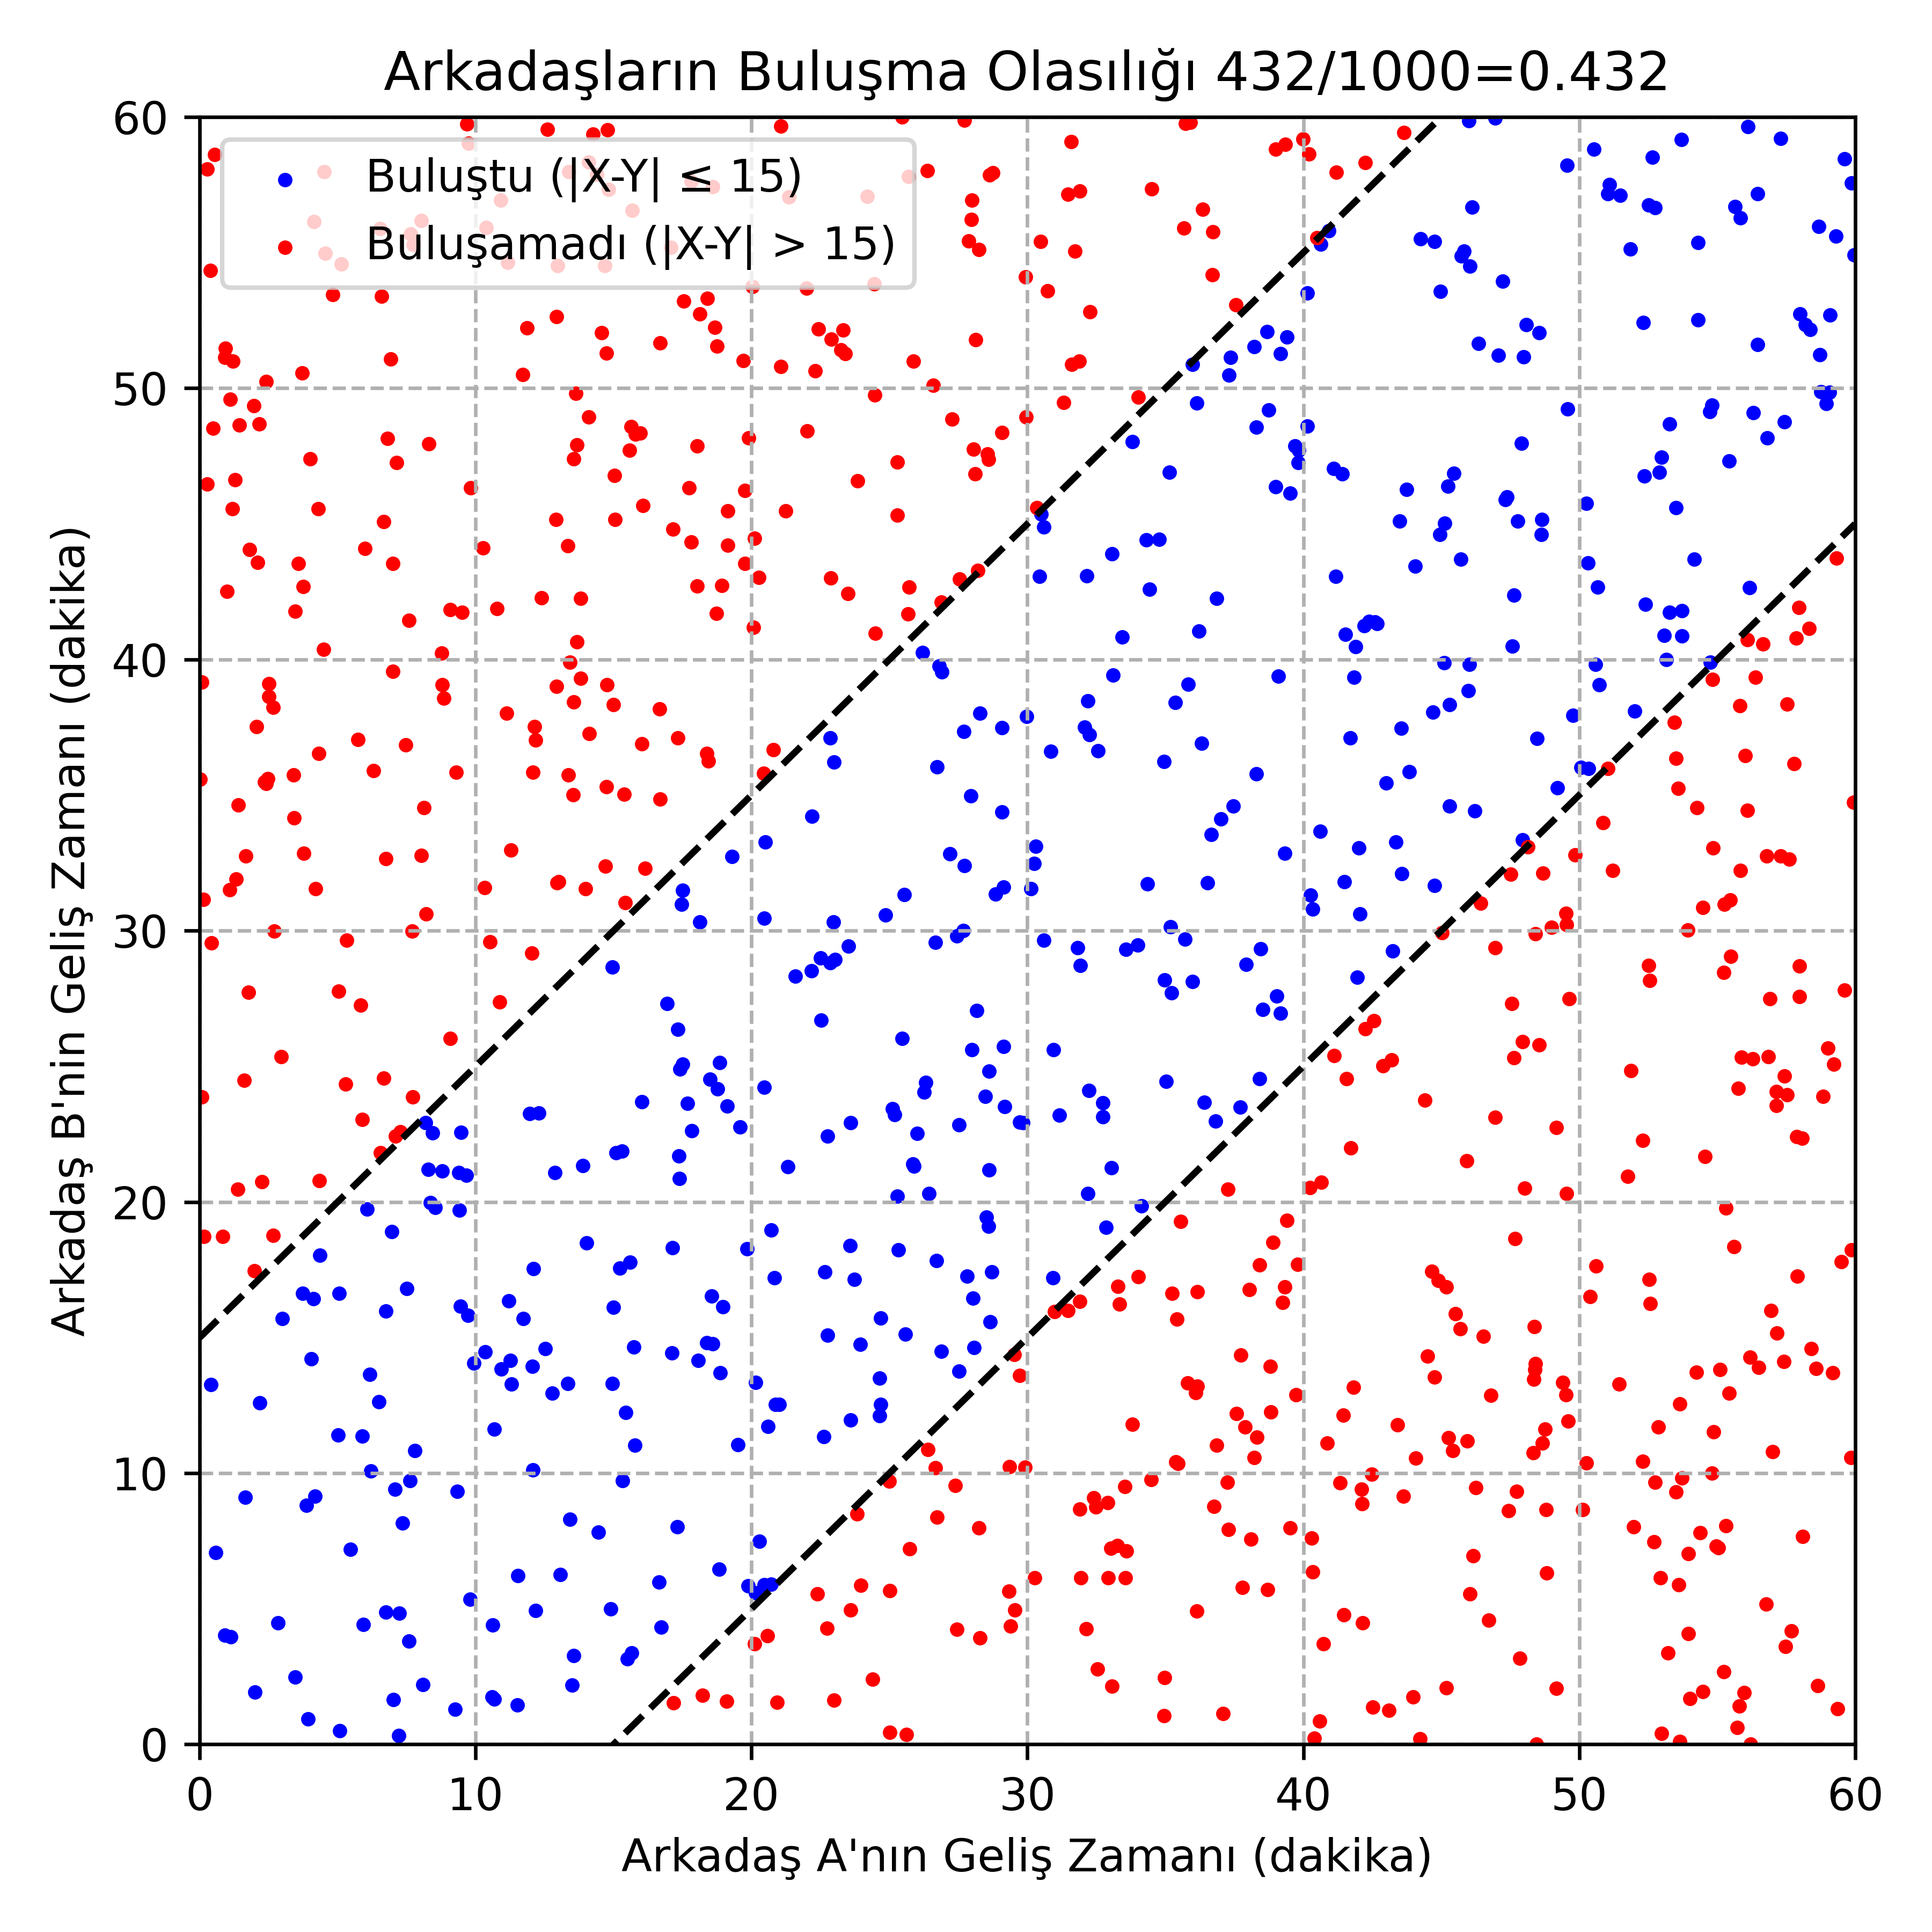 Arkadaşların Buluşma Olasılığı 432/1000=0.432
Buluştu (|X-Y| ≤ 15)
Buluşamadı (|X-Y| > 15)
60
50
40
30
20
10
0
Arkadaş B'nin Geliş Zamanı (dakika)
0 10 20 30 40 50 60
Arkadaş A'nın Geliş Zamanı (dakika)